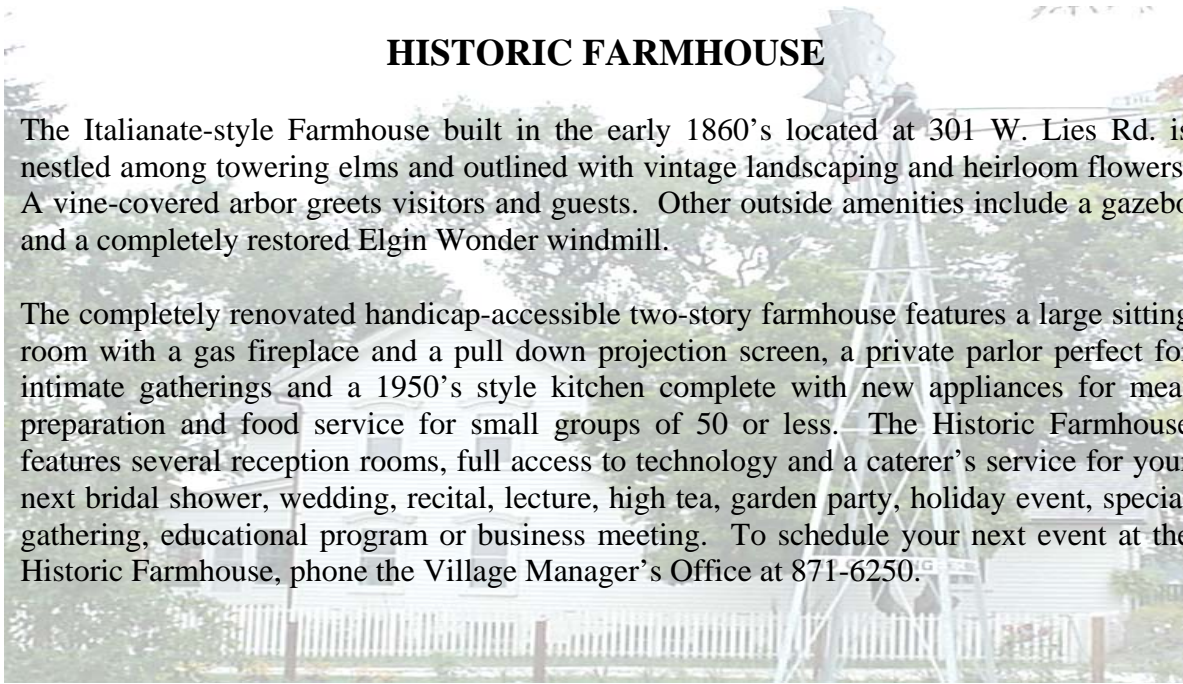 HISTORIC FARMHOUSE
The Italianate-style Farmhouse built in the early 1860’s located at 301 W. Lies Rd. is
nestled among towering elms and outlined with vintage landscaping and heirloom flowers.
A vine-covered arbor greets visitors and guests.  Other outside amenities include a gazebo
and a completely restored Elgin Wonder windmill.
The completely renovated handicap-accessible two-story farmhouse features a large sitting
room with a gas fireplace and a pull down projection screen, a private parlor perfect for
intimate gatherings and a 1950’s style kitchen complete with new appliances for meal
preparation and food service for small groups of 50 or less.  The Historic Farmhouse
features several reception rooms, full access to technology and a caterer’s service for your
next bridal shower, wedding, recital, lecture, high tea, garden party, holiday event, special
gathering, educational program or business meeting.  To schedule your next event at the
Historic Farmhouse, phone the Village Manager’s Office at 871-6250.